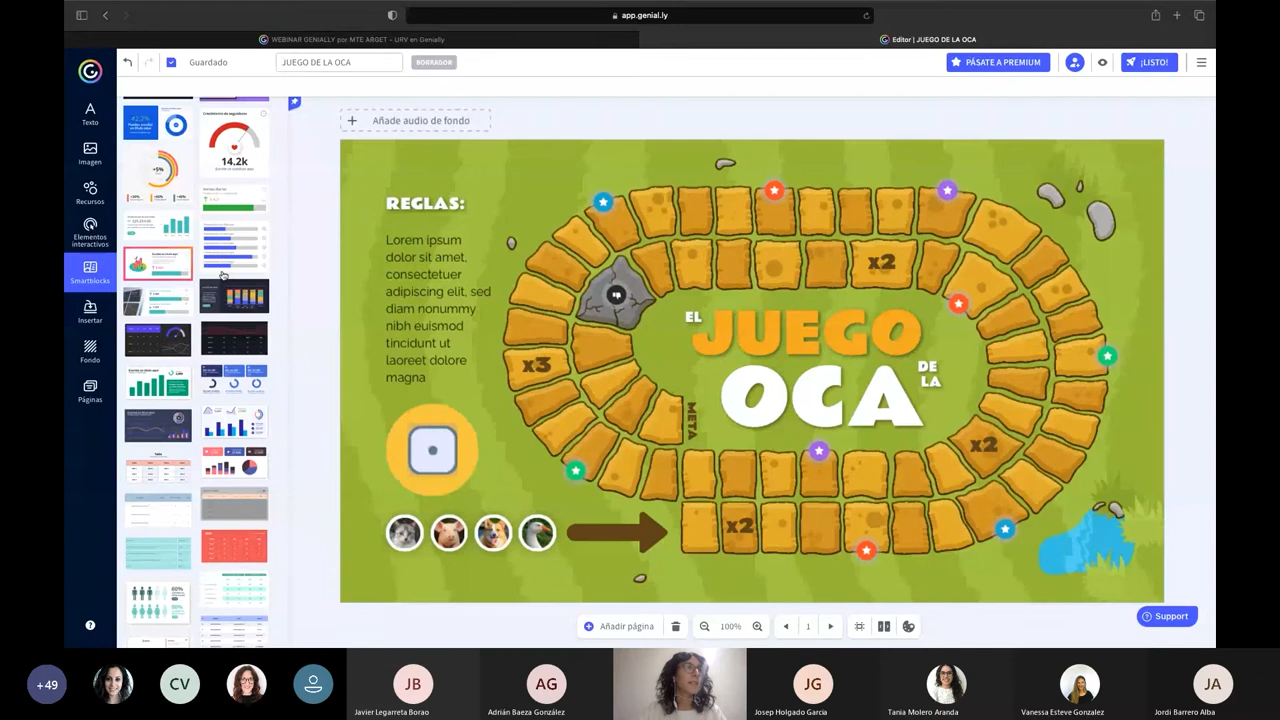 app.genial.ly
WEBINAR GENIALLY por MTE ARGET - URV en Genially
Editor | JUEGO DE LA OCA
Guardado
JUEGO DE LA OCA
BORRADOR
PÁSATE A PREMIUM
¡LISTO!
Texto
Imagen
Recursos
Elementos
interactivos
Smartblocks
Insertar
Fondo
Páginas
14.2k
+5%
Añade audio de fondo
REGLAS:
Lorem ipsum
dolor sit amet,
consectetuer
adipiscing elit, sed
diam nonummy
nibh euismod
tincidunt ut
laoreet dolore
magna
EL
JUEGO
DE
LA
OCA
META
x2
x3
x2
x2
Añadir página
100%
1
Support
+49
CV
JB
Javier Legarreta Borao
AG
Adrián Baeza González
JG
Josep Holgado Garcia
Tania Molero Aranda
Vanessa Esteve Gonzalez
JA
Jordi Barrero Alba